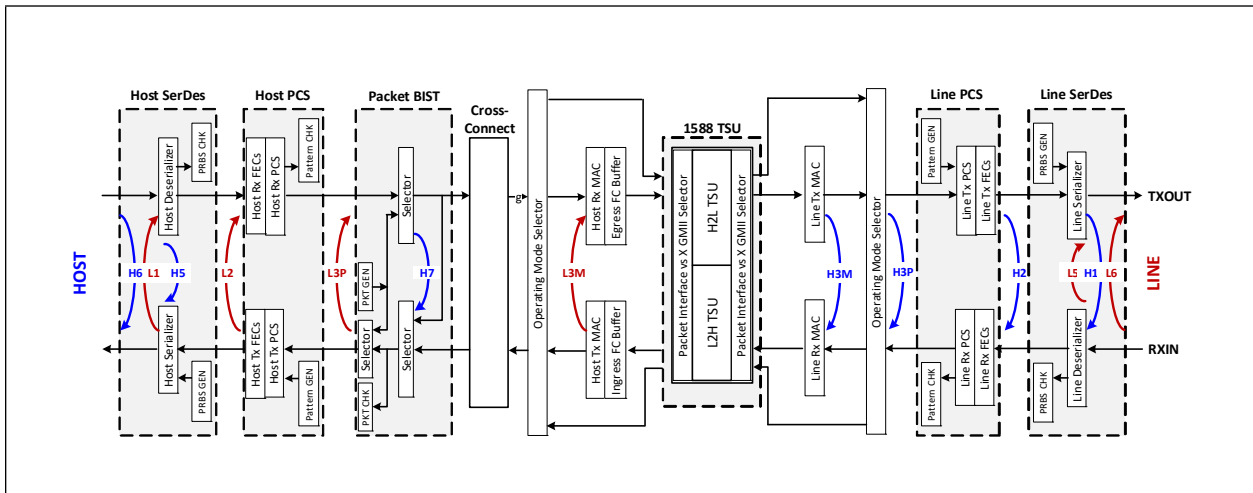 Host SerDes
Host PCS
Packet BIST
Cross-
Connect
1588 TSU
Line PCS
Line SerDes
Host Deserializer
PRBS CHK
Host Rx FECs
Host Rx PCS
Pattern CHK
Selector
g
Operating Mode Selector
Host Rx MAC
Egress FC Buffer
Packet Interface vs X GMII Selector
H2L TSU
L2H TSU
Packet Interface vs X GMII Selector
Line Tx MAC
Operating Mode Selector
Pattern GEN
Line Tx PCS
Line Tx FECs
PRBS GEN
Line Serializer
TXOUT
HOST
H6
L1
H5
L2
L3P
PKT GEN
H7
L3M
H3M
H3P
H2
L5
H1
L6
LINE
Host Serializer
PRBS GEN
Host Tx FECs
Host Tx PCS
Pattern GEN
Selector
PKT CHK
Selector
Host Tx MAC
Ingress FC Buffer
Line Rx MAC
Pattern CHK
Line Rx PCS
Line Rx FECs
PRBS CHK
Line Deserializer
RXIN